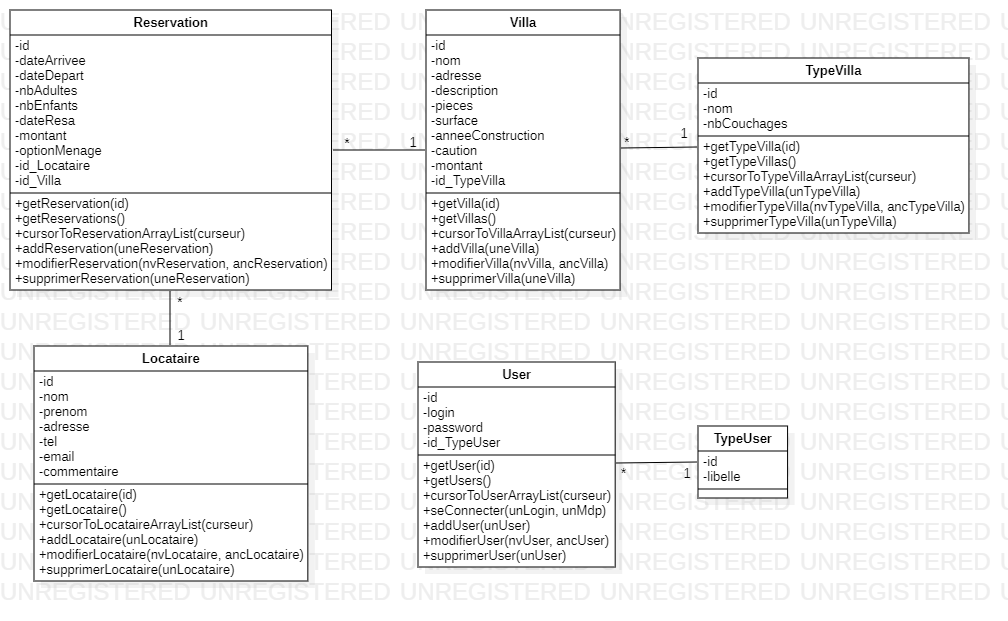 Reservation
-id
-dateArrivee
-dateDepart
-nbAdultes
-nbEnfants
-dateResa
-montant
-optionMenage
-id_Locataire
-id_Villa
+getReservation(id)
+getReservations()
+cursorToReservationArrayList(curseur)
+addReservation(uneReservation)
+modifierReservation(nvReservation, ancReservation)
+supprimerReservation(uneReservation)
* 1
Villa
-id
-nom
-adresse
-description
-pieces
-surface
-anneeConstruction
-caution
-montant
-id_TypeVilla
+getVilla(id)
+getVillas()
+cursorToVillaArrayList(curseur)
+addVilla(uneVilla)
+modifierVilla(nvVilla, ancVilla)
+supprimerVilla(uneVilla)
* 1
TypeVilla
-id
-nom
-nbCouchages
+getTypeVilla(id)
+getTypeVillas()
+cursorToTypeVillaArrayList(curseur)
+addTypeVilla(unTypeVilla)
+modifierTypeVilla(nvTypeVilla, ancTypeVilla)
+supprimerTypeVilla(unTypeVilla)
*
1
Locataire
-id
-nom
-prenom
-adresse
-tel
-email
-commentaire
+getLocataire(id)
+getLocataire()
+cursorToLocataireArrayList(curseur)
+addLocataire(unLocataire)
+modifierLocataire(nvLocataire, ancLocataire)
+supprimerLocataire(unLocataire)
User
-id
-login
-password
-id_TypeUser
+getUser(id)
+getUsers()
+cursorToUserArrayList(curseur)
+seConnecter(unLogin, unMdp)
+addUser(unUser)
+modifierUser(nvUser, ancUser)
+supprimerUser(unUser)
* 1
TypeUser
-id
-libelle
UNREGISTERED UNREGISTERED UNREGISTERED UNREGISTERED UNREGISTERED